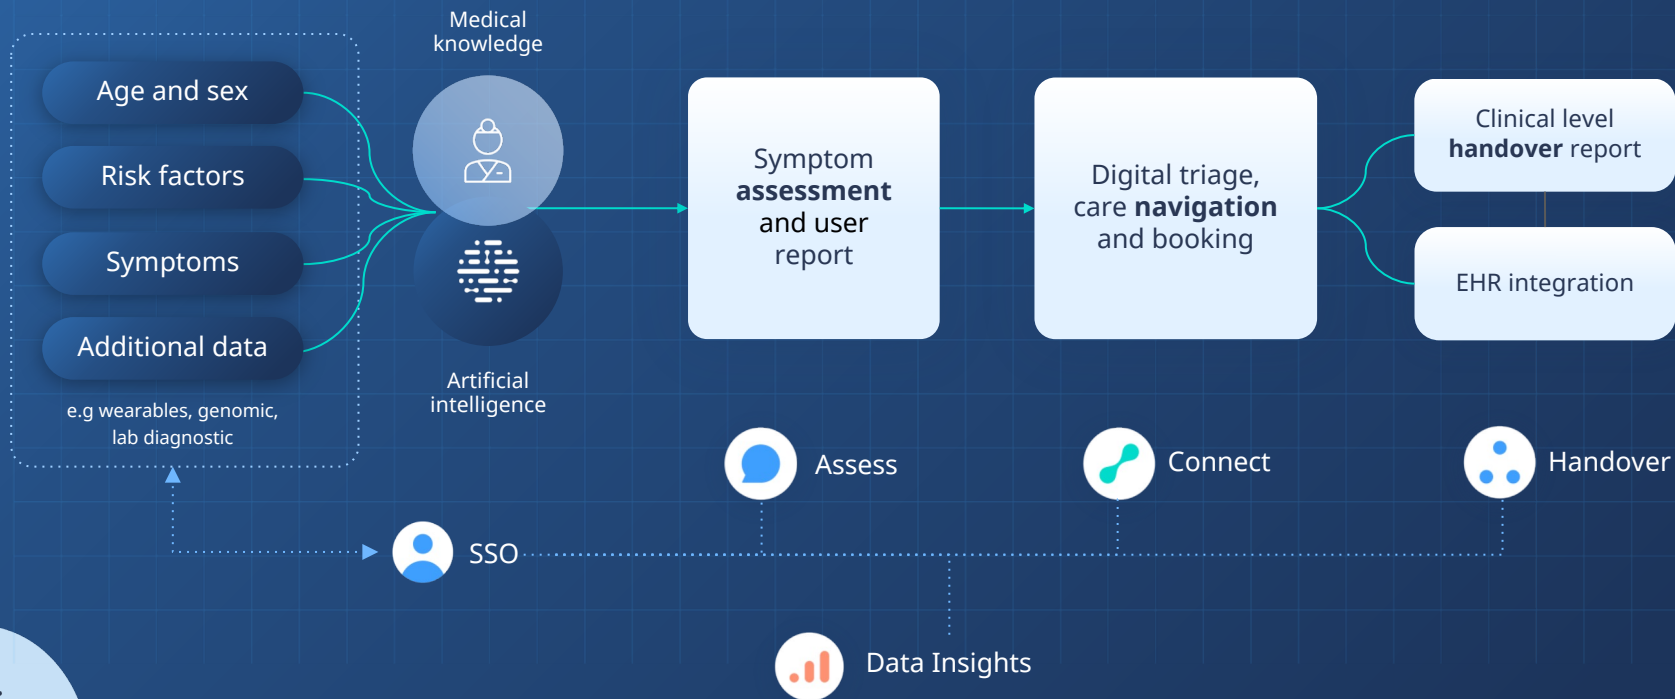 Medical
knowledge
Age and sex
Risk factors
Symptoms
Additional data
e.g wearables, genomic,
lab diagnostic
Artificial
intelligence
Symptom
assessment
and user
report
Digital triage,
care navigation
and booking
Clinical level
handover report
EHR integration
Assess
Connect
Handover
SSO
Data Insights